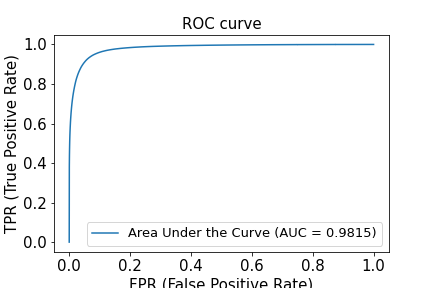 ROC curve
TPR (True Positive Rate)
1.0
0.8
0.6
0.4
0.2
0.0
Area Under the Curve (AUC = 0.9815)
0.0 0.2 0.4 0.6 0.8 1.0
FPR (False Positive Rate)